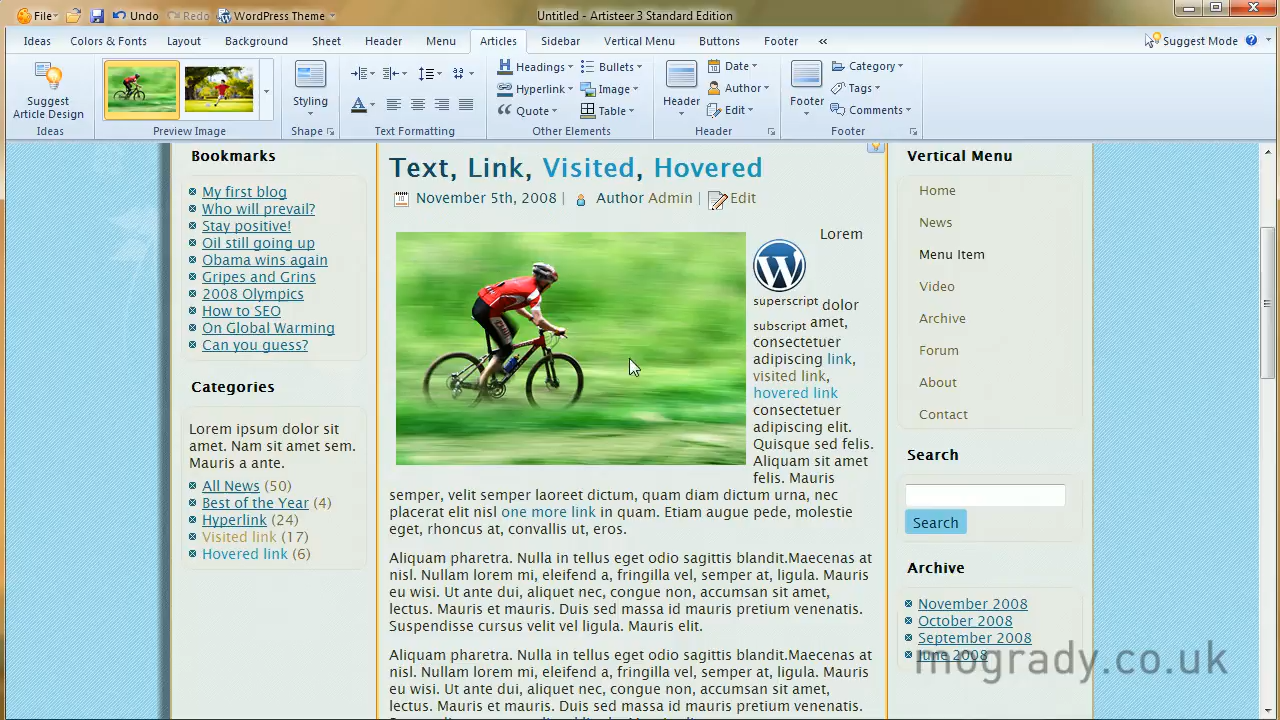 File
Undo
Redo
WordPress Theme
Untitled - Artisteer 3 Standard Edition
Ideas
Colors & Fonts
Layout
Background
Sheet
Header
Menu
Articles
Sidebar
Vertical Menu
Buttons
Footer
«
Suggest Mode
Suggest
Article Design
Ideas
Preview Image
Styling
Shape
Text Formatting
Headings
Bullets
Hyperlink
Image
Quote
Table
Other Elements
Header
Date
Author
Edit
Header
Footer
Category
Tags
Comments
Footer
Bookmarks
My first blog
Who will prevail?
Stay positive!
Oil still going up
Obama wins again
Gripes and Grins
2008 Olympics
How to SEO
On Global Warming
Can you guess?
Categories
Lorem ipsum dolor sit
amet. Nam sit amet sem.
Mauris a ante.
All News (50)
Best of the Year (4)
Hyperlink (24)
Visited link (17)
Hovered link (6)
Text, Link, Visited, Hovered
November 5th, 2008 | Author Admin | Edit
Lorem
superscript dolor
subscript amet,
consectetuer
adipiscing link,
visited link,
hovered link
consectetuer
adipiscing elit.
Quisque sed felis.
Aliquam sit amet
felis. Mauris
semper, velit semper laoreet dictum, quam diam dictum urna, nec
placerat elit nisl one more link in quam. Etiam augue pede, molestie
eget, rhoncus at, convallis ut, eros.
Aliquam pharetra. Nulla in tellus eget odio sagittis blandit.Maecenas at
nisl. Nullam lorem mi, eleifend a, fringilla vel, semper at, ligula. Mauris
eu wisi. Ut ante dui, aliquet nec, congue non, accumsan sit amet,
lectus. Mauris et mauris. Duis sed massa id mauris pretium venenatis.
Suspendisse cursus velit vel ligula. Mauris elit.
Aliquam pharetra. Nulla in tellus eget odio sagittis blandit.Maecenas at
nisl. Nullam lorem mi, eleifend a, fringilla vel, semper at, ligula. Mauris
eu wisi. Ut ante dui, aliquet nec, congue non, accumsan sit amet,
lectus. Mauris et mauris. Duis sed massa id mauris pretium venenatis.
Vertical Menu
Home
News
Menu Item
Video
Archive
Forum
About
Contact
Search
Search
Archive
November 2008
October 2008
September 2008
June 2008
mogrady.co.uk